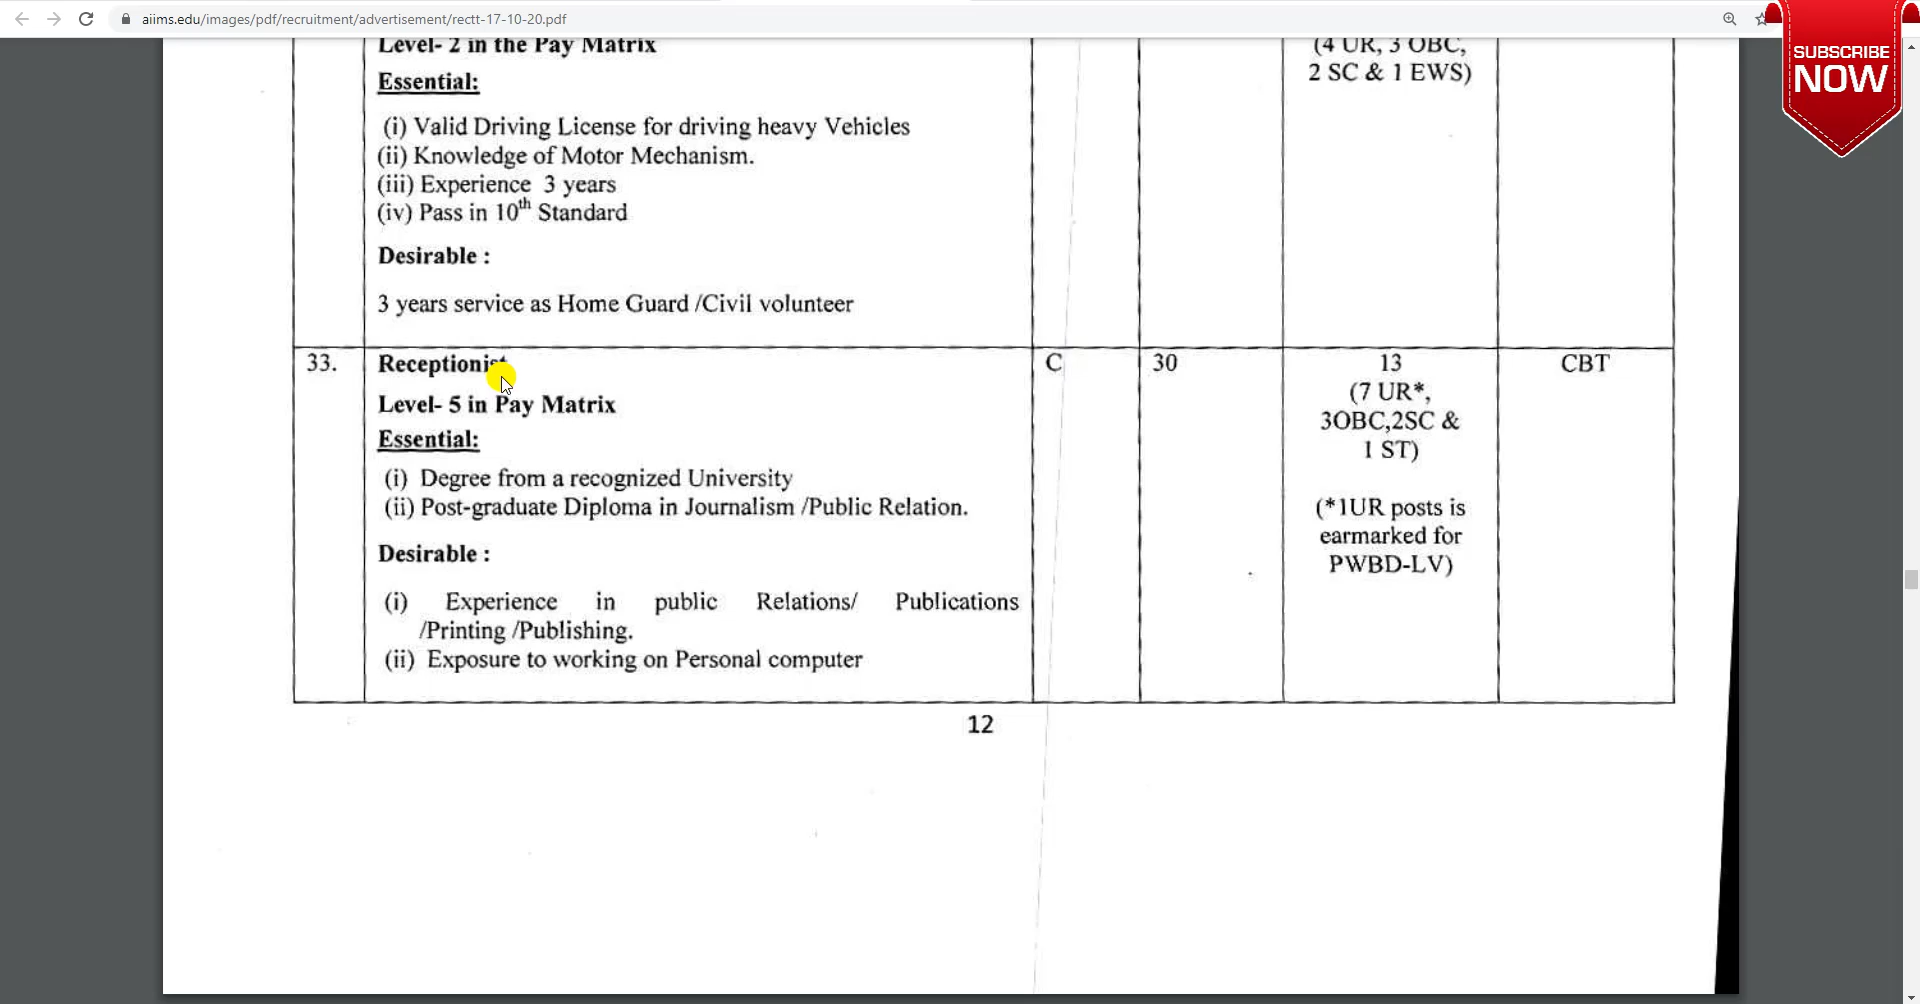 aiims.edu/images/pdf/recruitment/advertisement/rectt-17-10-20.pdf
SUBSCRIBE
NOW
Level- 2 in the Pay Matrix
Essential:
(i) Valid Driving License for driving heavy Vehicles
(ii) Knowledge of Motor Mechanism.
(iii) Experience 3 years
(iv) Pass in 10th Standard
Desirable :
3 years service as Home Guard /Civil volunteer
(4 UR, 3 OBC,
2 SC & 1 EWS)
33.
Receptionist
Level- 5 in Pay Matrix
Essential:
(i) Degree from a recognized University
(ii) Post-graduate Diploma in Journalism /Public Relation.
Desirable :
(i) Experience in public Relations/ Publications
/Printing /Publishing.
(ii) Exposure to working on Personal computer
C
30
13
(7 UR*,
3OBC,2SC &
1 ST)
(*1UR posts is
earmarked for
PWBD-LV)
CBT
12